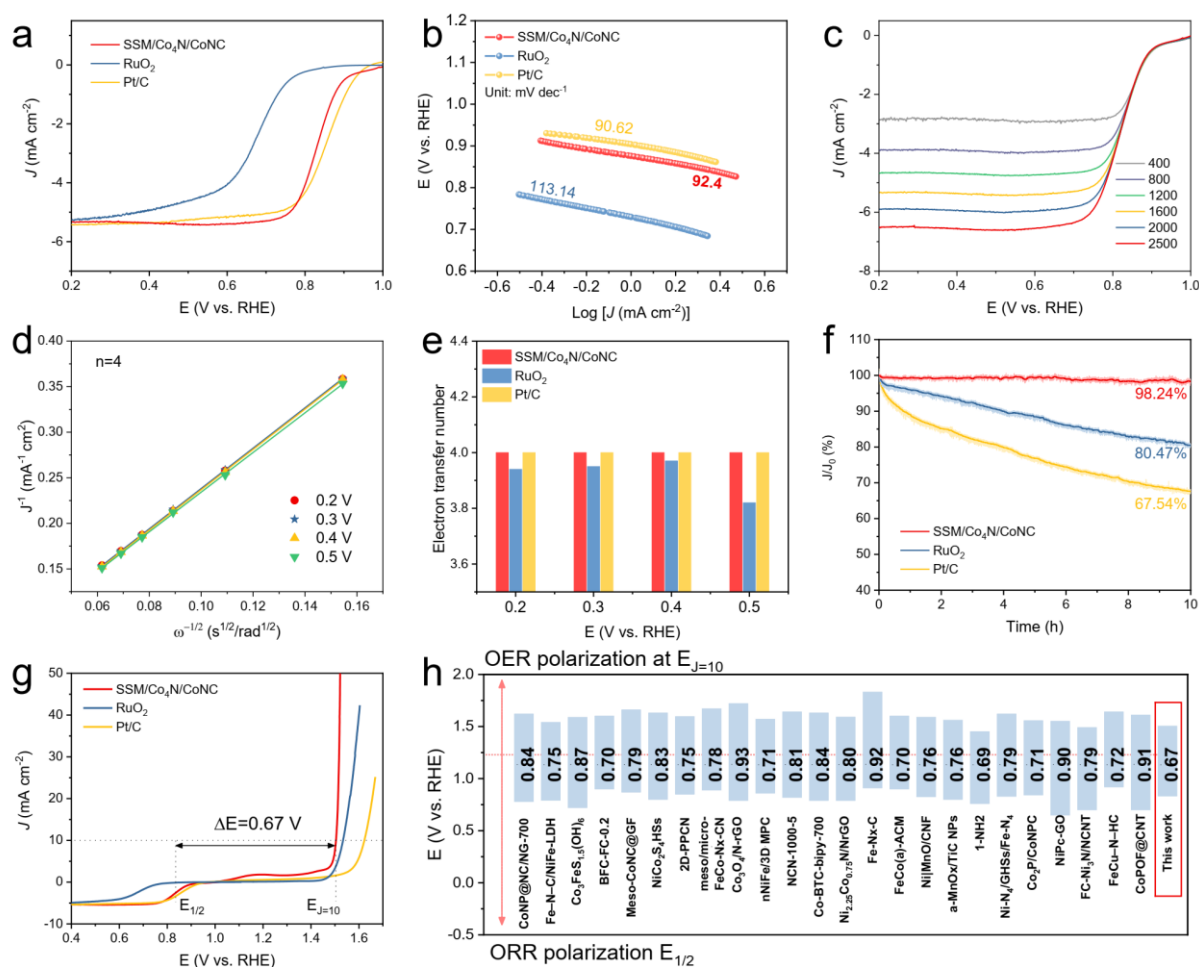 a
SSM/Co₄N/CoNC
RuO₂
Pt/C
J (mA cm⁻²)
0
-2
-4
-6
0.2 0.4 0.6 0.8 1.0
E (V vs. RHE)
b
SSM/Co₄N/CoNC
RuO₂
Pt/C
Unit: mV dec⁻¹
90.62
92.4
113.14
E (V vs. RHE)
1.2
1.1
1.0
0.9
0.8
0.7
0.6
-0.6 -0.4 -0.2 0.0 0.2 0.4 0.6
Log [J (mA cm⁻²)]
c
J (mA cm⁻²)
0
-2
-4
-6
-8
400
800
1200
1600
2000
2500
0.2 0.4 0.6 0.8 1.0
E (V vs. RHE)
d
n=4
J⁻¹ (mA⁻¹ cm²)
0.40
0.35
0.30
0.25
0.20
0.15
0.2 V
0.3 V
0.4 V
0.5 V
0.06 0.08 0.10 0.12 0.14 0.16
ω⁻¹/² (s¹/²/rad¹/²)
e
SSM/Co₄N/CoNC
RuO₂
Pt/C
Electron transfer number
4.2
4.0
3.8
3.6
0.2 0.3 0.4 0.5
E (V vs. RHE)
f
J/J₀ (%)
110
100
90
80
70
60
50
40
98.24%
80.47%
67.54%
SSM/Co₄N/CoNC
RuO₂
Pt/C
0 2 4 6 8 10
Time (h)
g
SSM/Co₄N/CoNC
RuO₂
Pt/C
J (mA cm⁻²)
50
40
30
20
10
0
-10
ΔE=0.67 V
E₁/₂
E_J=10
0.4 0.6 0.8 1.0 1.2 1.4 1.6
E (V vs. RHE)
h
OER polarization at E_J=10
E (V vs. RHE)
2.0
1.5
1.0
0.5
0.0
-0.5
0.84 0.75 0.87 0.70 0.79 0.83 0.75 0.78 0.93 0.71 0.81 0.84 0.80 0.92 0.70 0.76 0.76 0.69 0.79 0.71 0.90 0.79 0.72 0.91 0.67
CoNP@NC/NG-700
Fe–N–C/NiFe-LDH
Co₃FeS₁.₅(OH)₆
BFC-FC-0.2
Meso-CoNC@GF
NiCo₂S₄HSs
2D-PPCN
meso/micro-
FeCo-Nx-CN
Co₃O₄/N-rGO
nNiFe/3D MPC
NCN-1000-5
Co-BTC-bipy-700
Ni₂.₂₅Co₀.₇₅N/NrGO
Fe-Nx-C
FeCo(a)-ACM
Nij|MnO/CNF
a-MnOx/TiC NPs
1-NH2
Ni-N₄/GHSs/Fe-N₄
Co₂P/CoNPC
NiPc-GO
FC-Ni₃N/NCNT
FeCu–N–HC
CoPOF@CNT
This work
ORR polarization E₁/₂